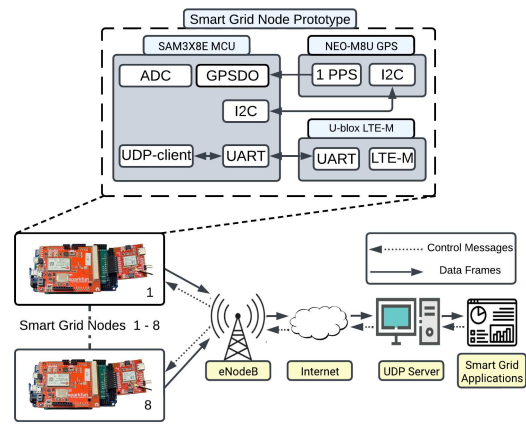 Smart Grid Node Prototype
SAM3X8E MCU
NEO-M8U GPS
ADC
GPSDO
1 PPS
I2C
I2C
U-blox LTE-M
UDP-client
UART
UART
LTE-M
Control Messages
Data Frames
1
Smart Grid Nodes 1 - 8
8
eNodeB
Internet
UDP Server
Smart Grid
Applications